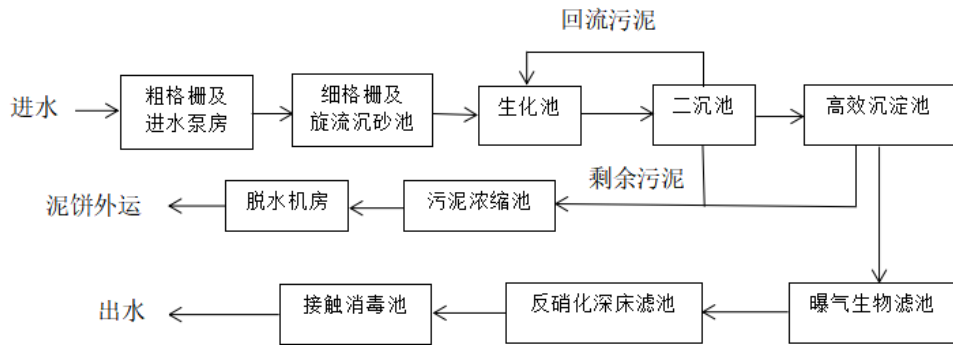 回流污泥
进水
粗格栅及
进水泵房
细格栅及
旋流沉砂池
生化池
二沉池
高效沉淀池
泥饼外运
脱水机房
污泥浓缩池
剩余污泥
出水
接触消毒池
反硝化深床滤池
曝气生物滤池